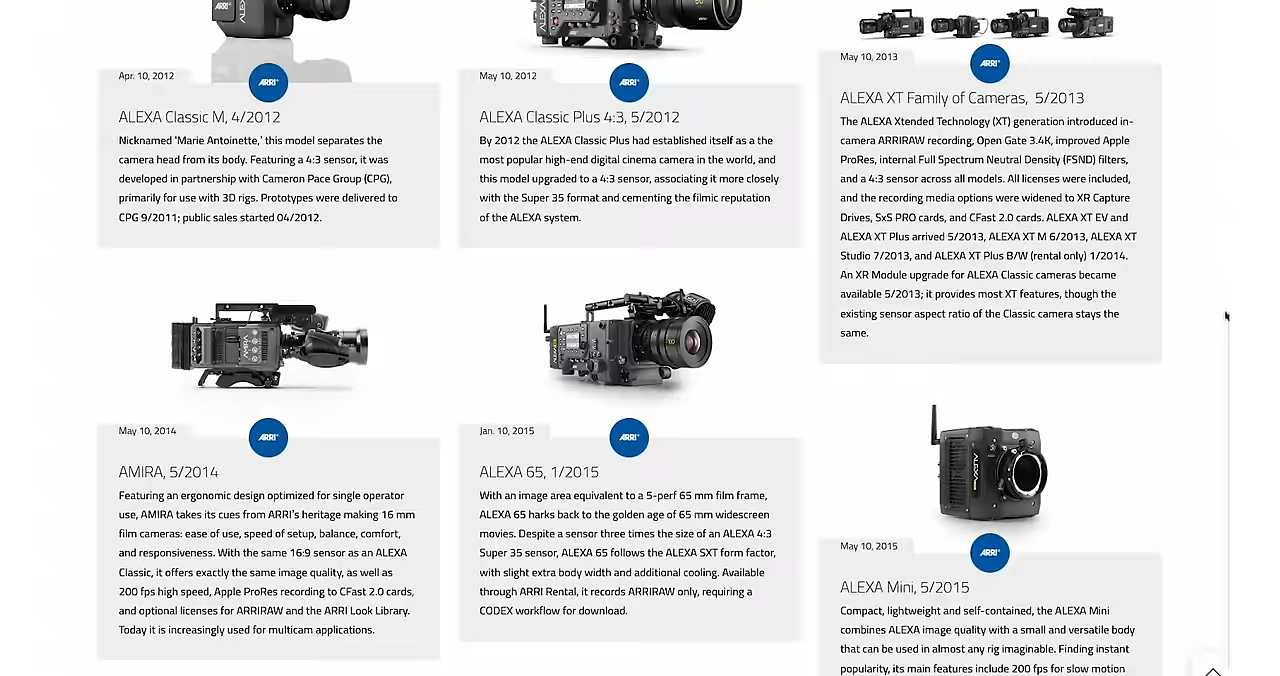 Apr. 10, 2012
ARRI
ALEXA Classic M, 4/2012
Nicknamed ‘Marie Antoinette,’ this model separates the
camera head from its body. Featuring a 4:3 sensor, it was
developed in partnership with Cameron Pace Group (CPG),
primarily for use with 3D rigs. Prototypes were delivered to
CPG 9/2011; public sales started 04/2012.
May 10, 2012
ARRI
ALEXA Classic Plus 4:3, 5/2012
By 2012 the ALEXA Classic Plus had established itself as a the
most popular high-end digital cinema camera in the world, and
this model upgraded to a 4:3 sensor, associating it more closely
with the Super 35 format and cementing the filmic reputation
of the ALEXA system.
May 10, 2013
ARRI
ALEXA XT Family of Cameras, 5/2013
The ALEXA Xtended Technology (XT) generation introduced in-
camera ARRIRAW recording, Open Gate 3.4K, improved Apple
ProRes, internal Full Spectrum Neutral Density (FSND) filters,
and a 4:3 sensor across all models. All licenses were included,
and the recording media options were widened to XR Capture
Drives, SxS PRO cards, and CFast 2.0 cards. ALEXA XT EV and
ALEXA XT Plus arrived 5/2013, ALEXA XT M 6/2013, ALEXA XT
Studio 7/2013, and ALEXA XT Plus B/W (rental only) 1/2014.
An XR Module upgrade for ALEXA Classic cameras became
available 5/2013; it provides most XT features, though the
existing sensor aspect ratio of the Classic camera stays the
same.
AMIRA
May 10, 2014
ARRI
AMIRA, 5/2014
Featuring an ergonomic design optimized for single operator
use, AMIRA takes its cues from ARRI’s heritage making 16 mm
film cameras: ease of use, speed of setup, balance, comfort,
and responsiveness. With the same 16:9 sensor as an ALEXA
Classic, it offers exactly the same image quality, as well as
200 fps high speed, Apple ProRes recording to CFast 2.0 cards,
and optional licenses for ARRIRAW and the ARRI Look Library.
Today it is increasingly used for multicam applications.
Jan. 10, 2015
ARRI
ALEXA 65, 1/2015
With an image area equivalent to a 5-perf 65 mm film frame,
ALEXA 65 harks back to the golden age of 65 mm widescreen
movies. Despite a sensor three times the size of an ALEXA 4:3
Super 35 sensor, ALEXA 65 follows the ALEXA SXT form factor,
with slight extra body width and additional cooling. Available
through ARRI Rental, it records ARRIRAW only, requiring a
CODEX workflow for download.
ALEXA
May 10, 2015
ARRI
ALEXA Mini, 5/2015
Compact, lightweight and self-contained, the ALEXA Mini
combines ALEXA image quality with a small and versatile body
that can be used in almost any rig imaginable. Finding instant
popularity, its main features include 200 fps for slow motion